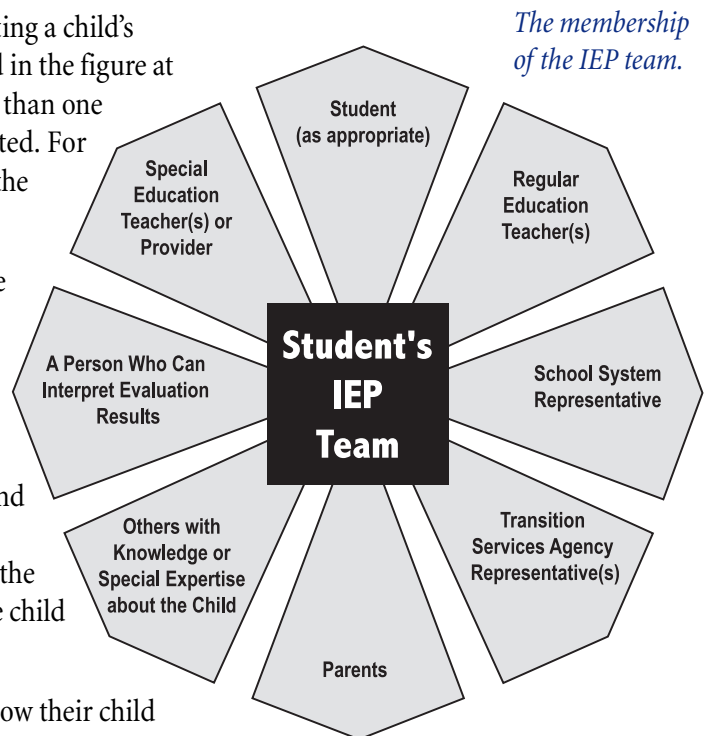 ting a child's
d in the figure at
than one
ted. For
the
e
nd
the
e child
ow their child
The membership
of the IEP team.
Student
(as appropriate)
Regular
Education
Teacher(s)
School System
Representative
Transition
Services Agency
Representative(s)
Parents
Others with
Knowledge or
Special Expertise
about the Child
A Person Who Can
Interpret Evaluation
Results
Special
Education
Teacher(s) or
Provider
Student's
IEP
Team